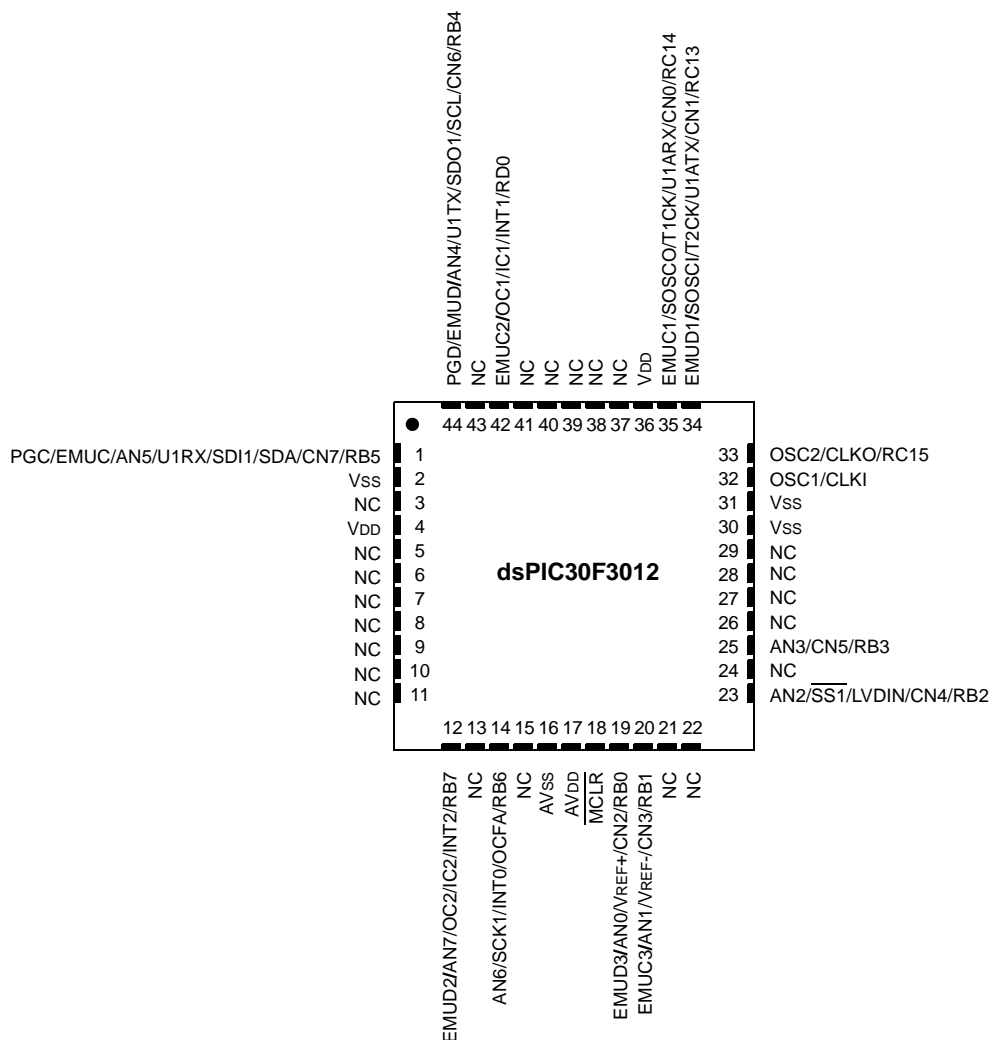 PGD/EMUD/AN4/U1TX/SDO1/SCL/CN6/RB4
NC
EMUC2/OC1/IC1/INT1/RD0
NC
NC
NC
NC
NC
VDD
EMUC1/SOSCO/T1CK/U1ARX/CN0/RC14
EMUD1/SOSCI/T2CK/U1ATX/CN1/RC13
44 43 42 41 40 39 38 37 36 35 34
PGC/EMUC/AN5/U1RX/SDI1/SDA/CN7/RB5 1
VSS 2
NC 3
VDD 4
NC 5
NC 6
NC 7
NC 8
NC 9
NC 10
NC 11
dsPIC30F3012
33 OSC2/CLKO/RC15
32 OSC1/CLKI
31 VSS
30 VSS
29 NC
28 NC
27 NC
26 NC
25 AN3/CN5/RB3
24 NC
23 AN2/SS1/LVDIN/CN4/RB2
12 13 14 15 16 17 18 19 20 21 22
EMUD2/AN7/OC2/IC2/INT2/RB7
NC
AN6/SCK1/INT0/OCFA/RB6
NC
AVSS
AVDD
MCLR
EMUD3/AN0/VREF+/CN2/RB0
EMUC3/AN1/VREF-/CN3/RB1
NC
NC